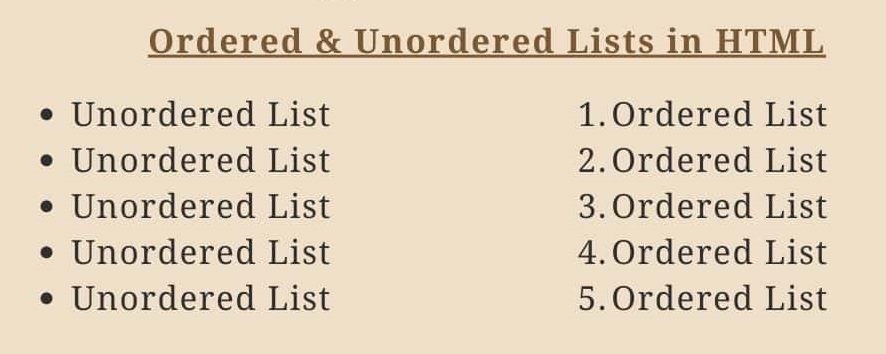 Ordered & Unordered Lists in HTML
• Unordered List
• Unordered List
• Unordered List
• Unordered List
• Unordered List
1. Ordered List
2. Ordered List
3. Ordered List
4. Ordered List
5. Ordered List